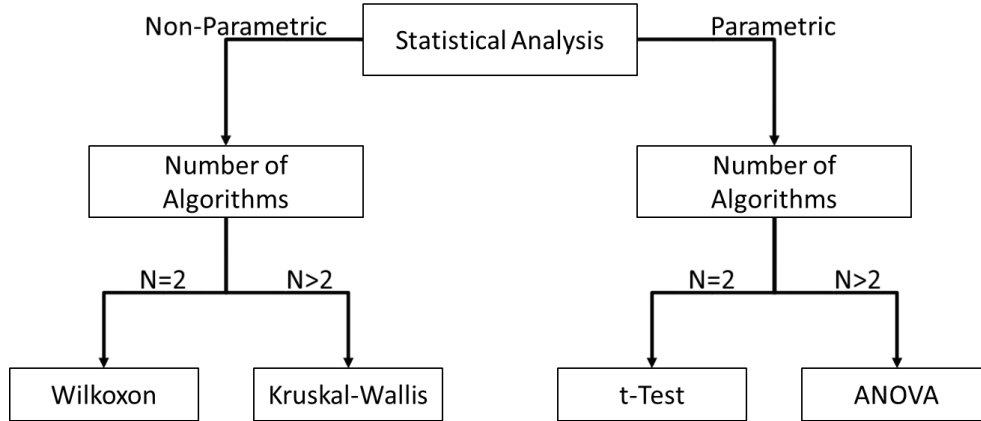 Non-Parametric
Statistical Analysis
Parametric
Number of
Algorithms
Number of
Algorithms
N=2
N>2
N=2
N>2
Wilkoxon
Kruskal-Wallis
t-Test
ANOVA